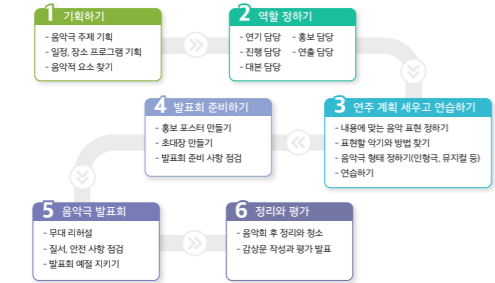 1 기획하기
- 음악극 주제 기획
- 일정, 장소 프로그램 기획
- 음악적 요소 찾기
2 역할 정하기
- 연기 담당 - 홍보 담당
- 진행 담당 - 연출 담당
- 대본 담당
3 연주 계획 세우고 연습하기
- 내용에 맞는 음악 표현 정하기
- 표현할 악기와 방법 찾기
- 음악극 형태 정하기(인형극, 뮤지컬 등)
- 연습하기
4 발표회 준비하기
- 홍보 포스터 만들기
- 초대장 만들기
- 발표회 준비 사항 점검
5 음악극 발표회
- 무대 리허설
- 질서, 안전 사항 점검
- 발표회 예절 지키기
6 정리와 평가
- 음악회 후 정리와 청소
- 감상문 작성과 평가 발표